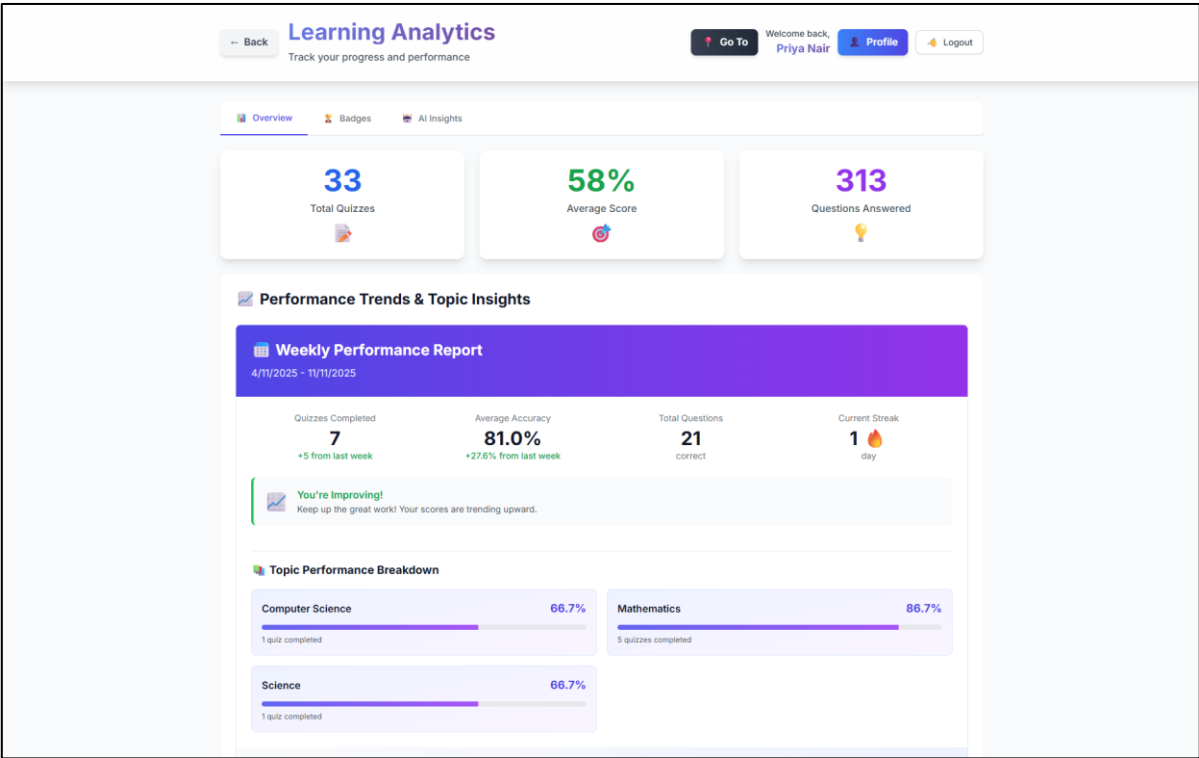 ← Back
Learning Analytics
Track your progress and performance
Go To
Welcome back,
Priya Nair
Profile
Logout
Overview
Badges
AI Insights
33
Total Quizzes
58%
Average Score
313
Questions Answered
Performance Trends & Topic Insights
Weekly Performance Report
4/11/2025 - 11/11/2025
Quizzes Completed
7
+5 from last week
Average Accuracy
81.0%
+27.6% from last week
Total Questions
21
correct
Current Streak
1
day
You're Improving!
Keep up the great work! Your scores are trending upward.
Topic Performance Breakdown
Computer Science 66.7%
1 quiz completed
Mathematics 86.7%
5 quizzes completed
Science 66.7%
1 quiz completed